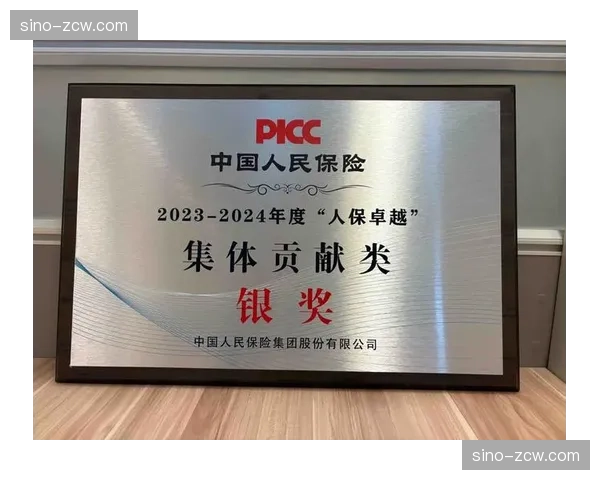 sino-zcw.com
PICC
中国人民保险
2023-2024年度“人保卓越”
集体贡献类
银奖
中国人民保险集团股份有限公司
sino-zcw.com